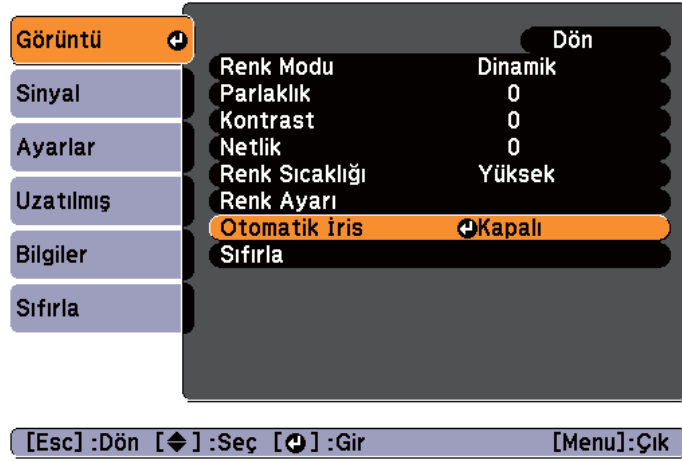 Görüntü
Sinyal
Ayarlar
Uzatılmış
Bilgiler
Sıfırla
Dön
Renk Modu Dinamik
Parlaklık 0
Kontrast 0
Netlik 0
Renk Sıcaklığı Yüksek
Renk Ayarı
Otomatik İris Kapalı
Sıfırla
[Esc] :Dön [ ] :Seç [ ] :Gir [Menu]:Çık